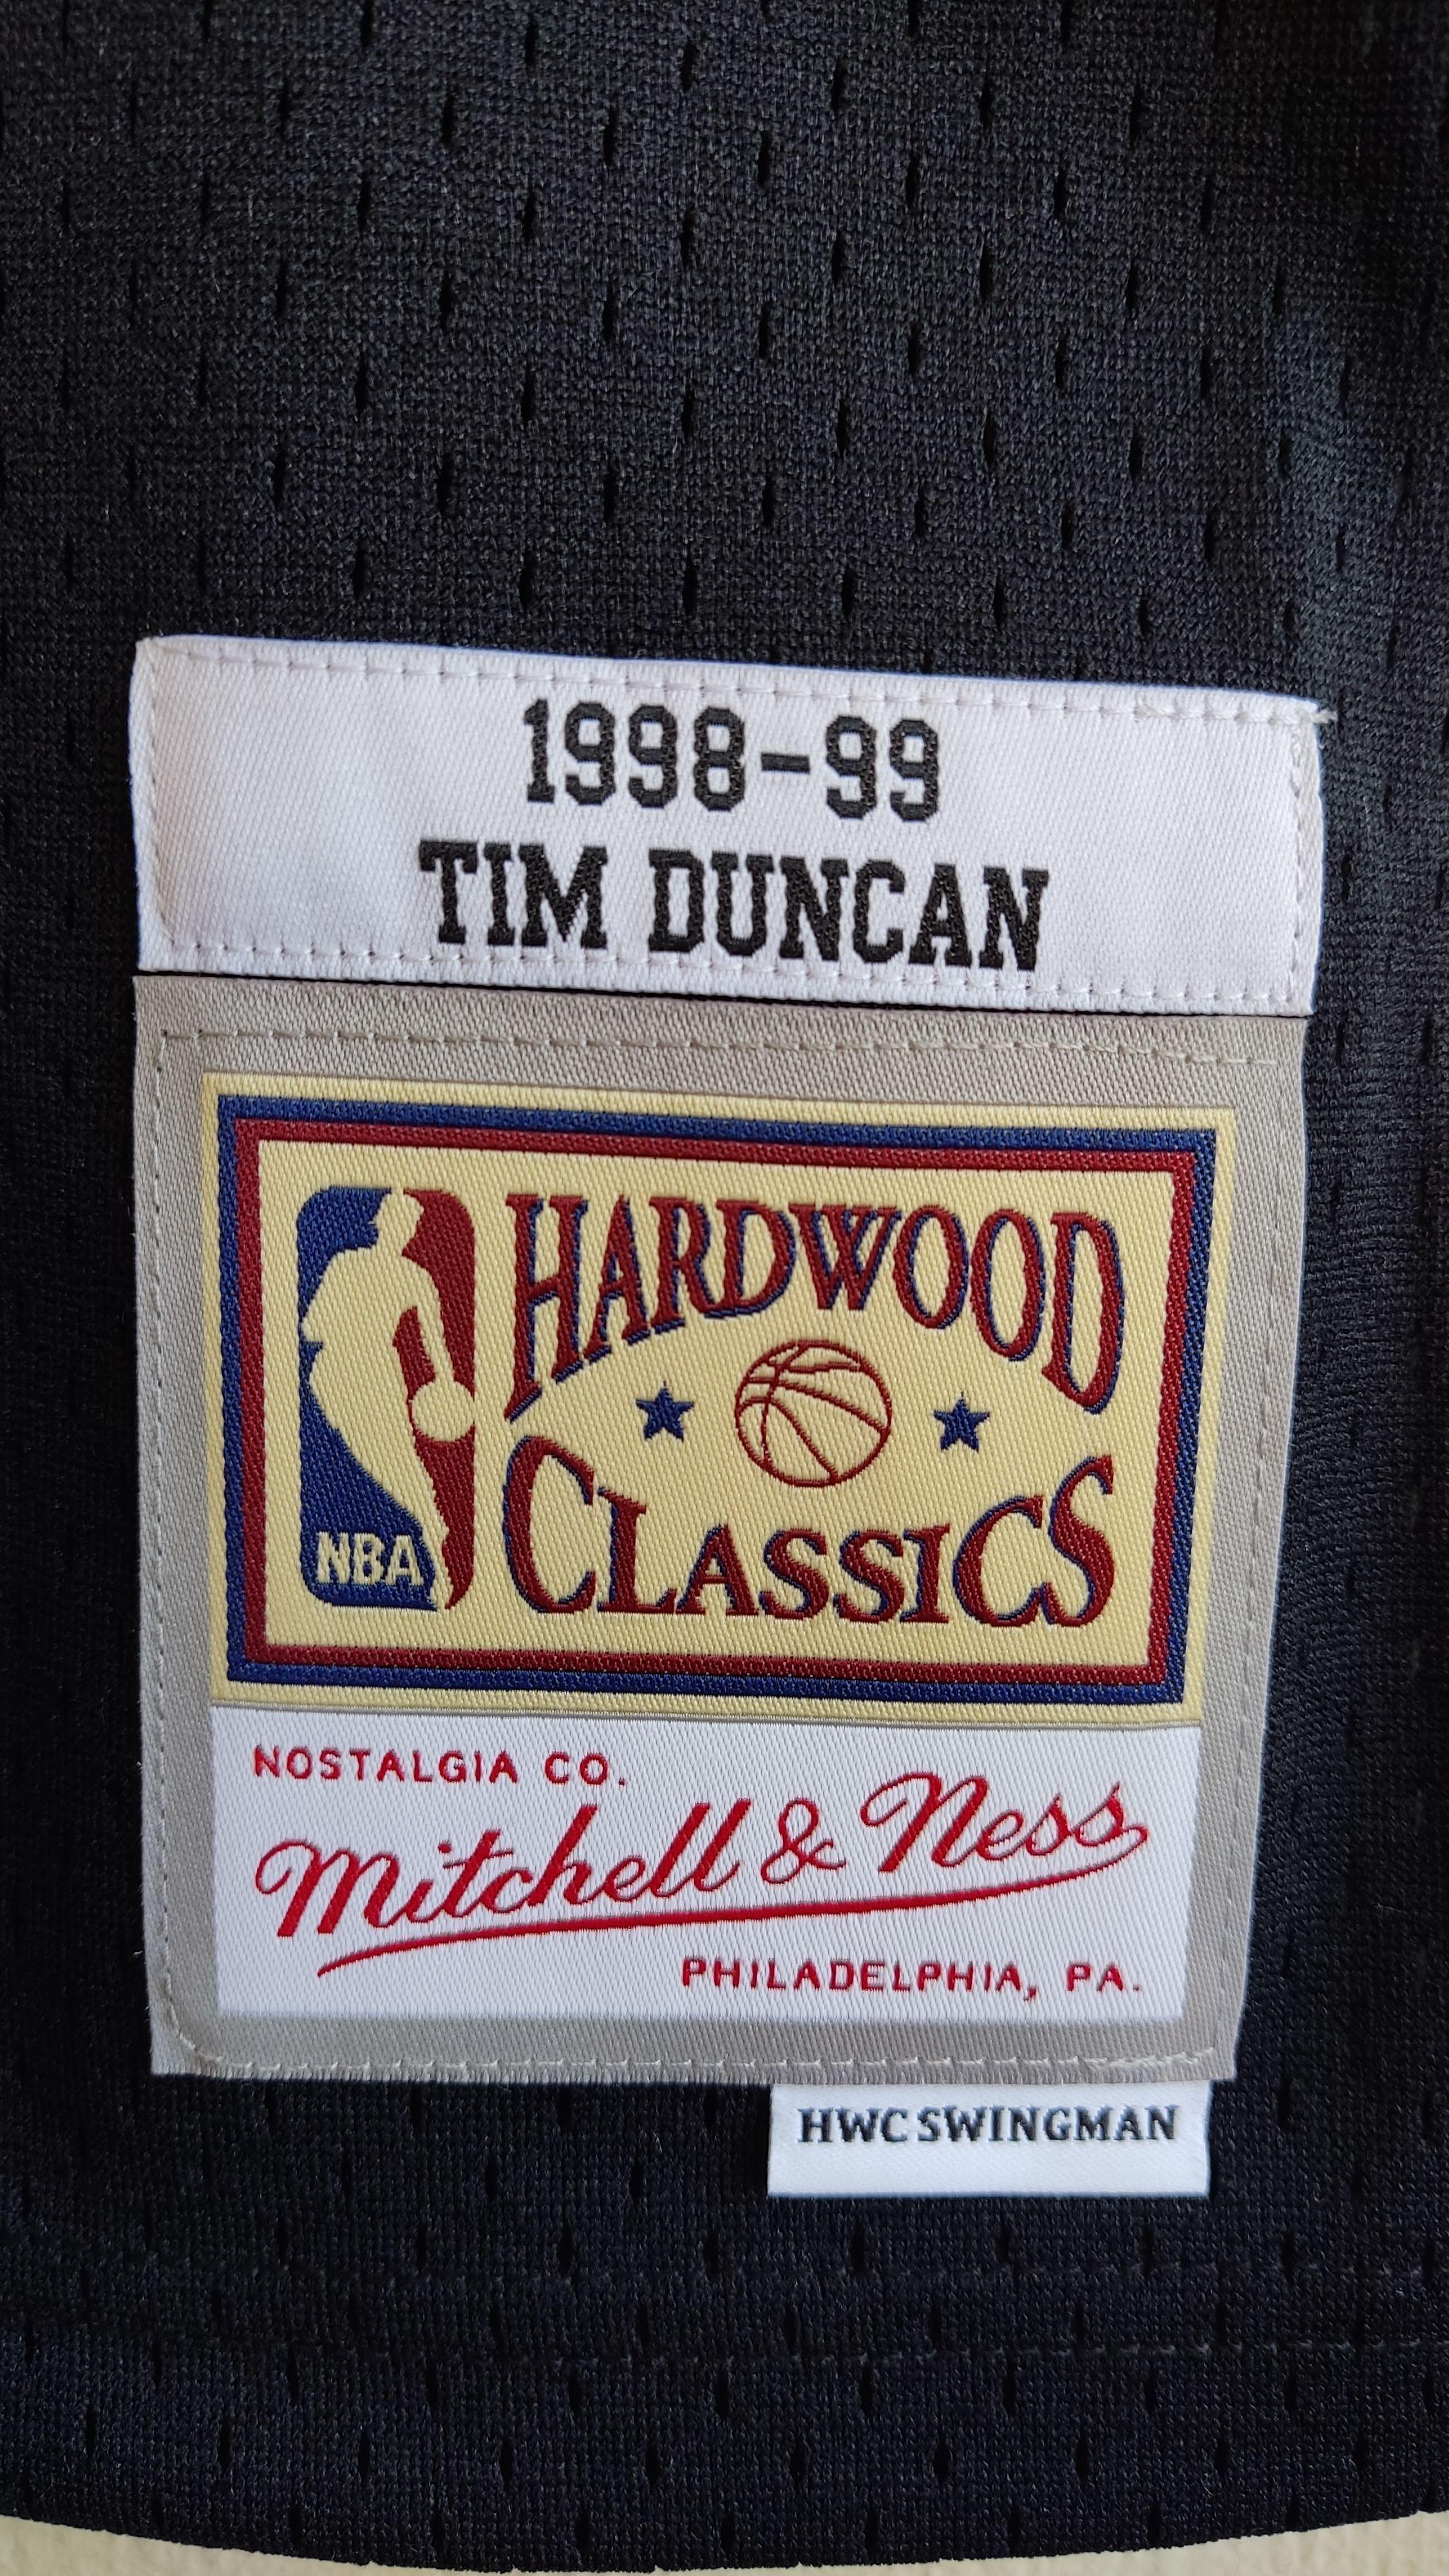 1998-99
TIM DUNCAN
HARDWOOD
CLASSICS
NBA
NOSTALGIA CO.
Mitchell & Ness
PHILADELPHIA, PA.
HWC SWINGMAN